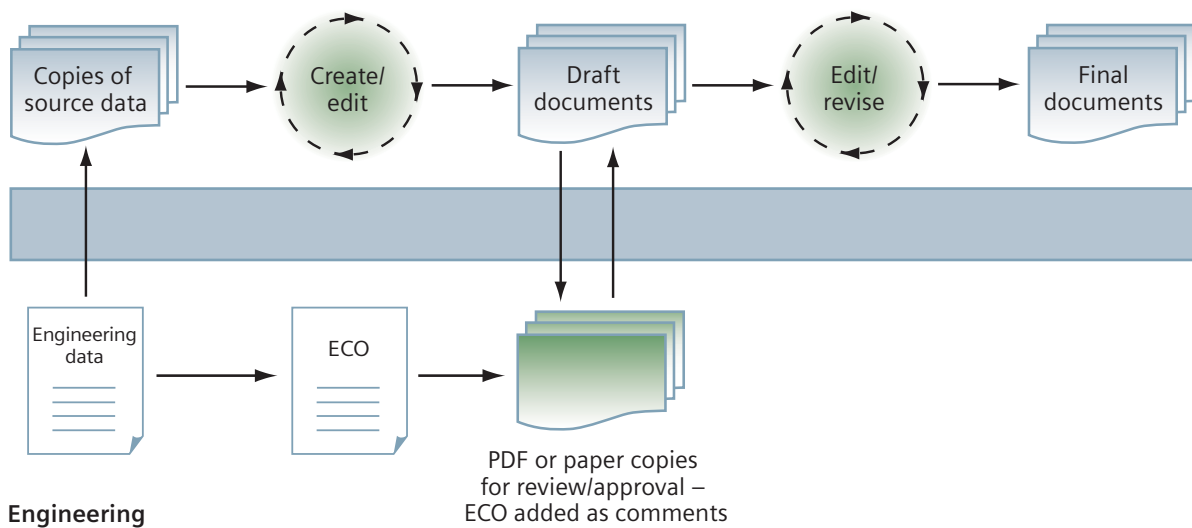 Copies of
source data
Create/
edit
Draft
documents
Edit/
revise
Final
documents
Engineering
data
ECO
PDF or paper copies
for review/approval –
ECO added as comments
Engineering